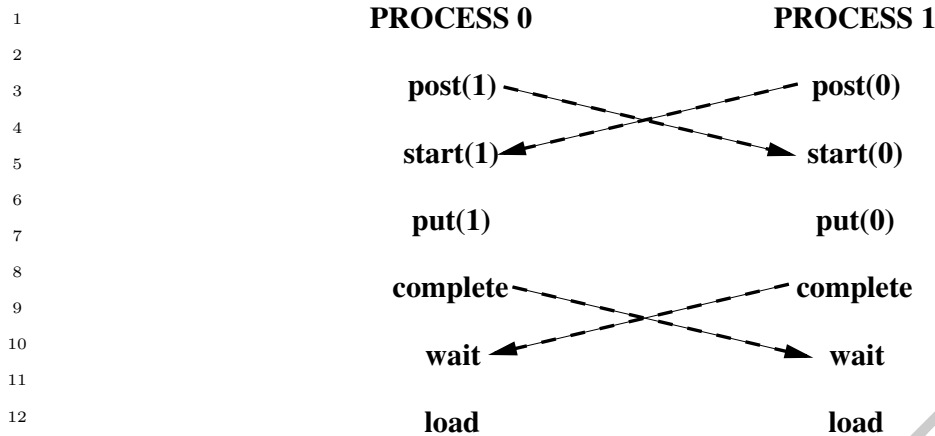 1 PROCESS 0 PROCESS 1
2
3 post(1) post(0)
4
5 start(1) start(0)
6
7 put(1) put(0)
8 complete complete
9
10 wait wait
11
12 load load